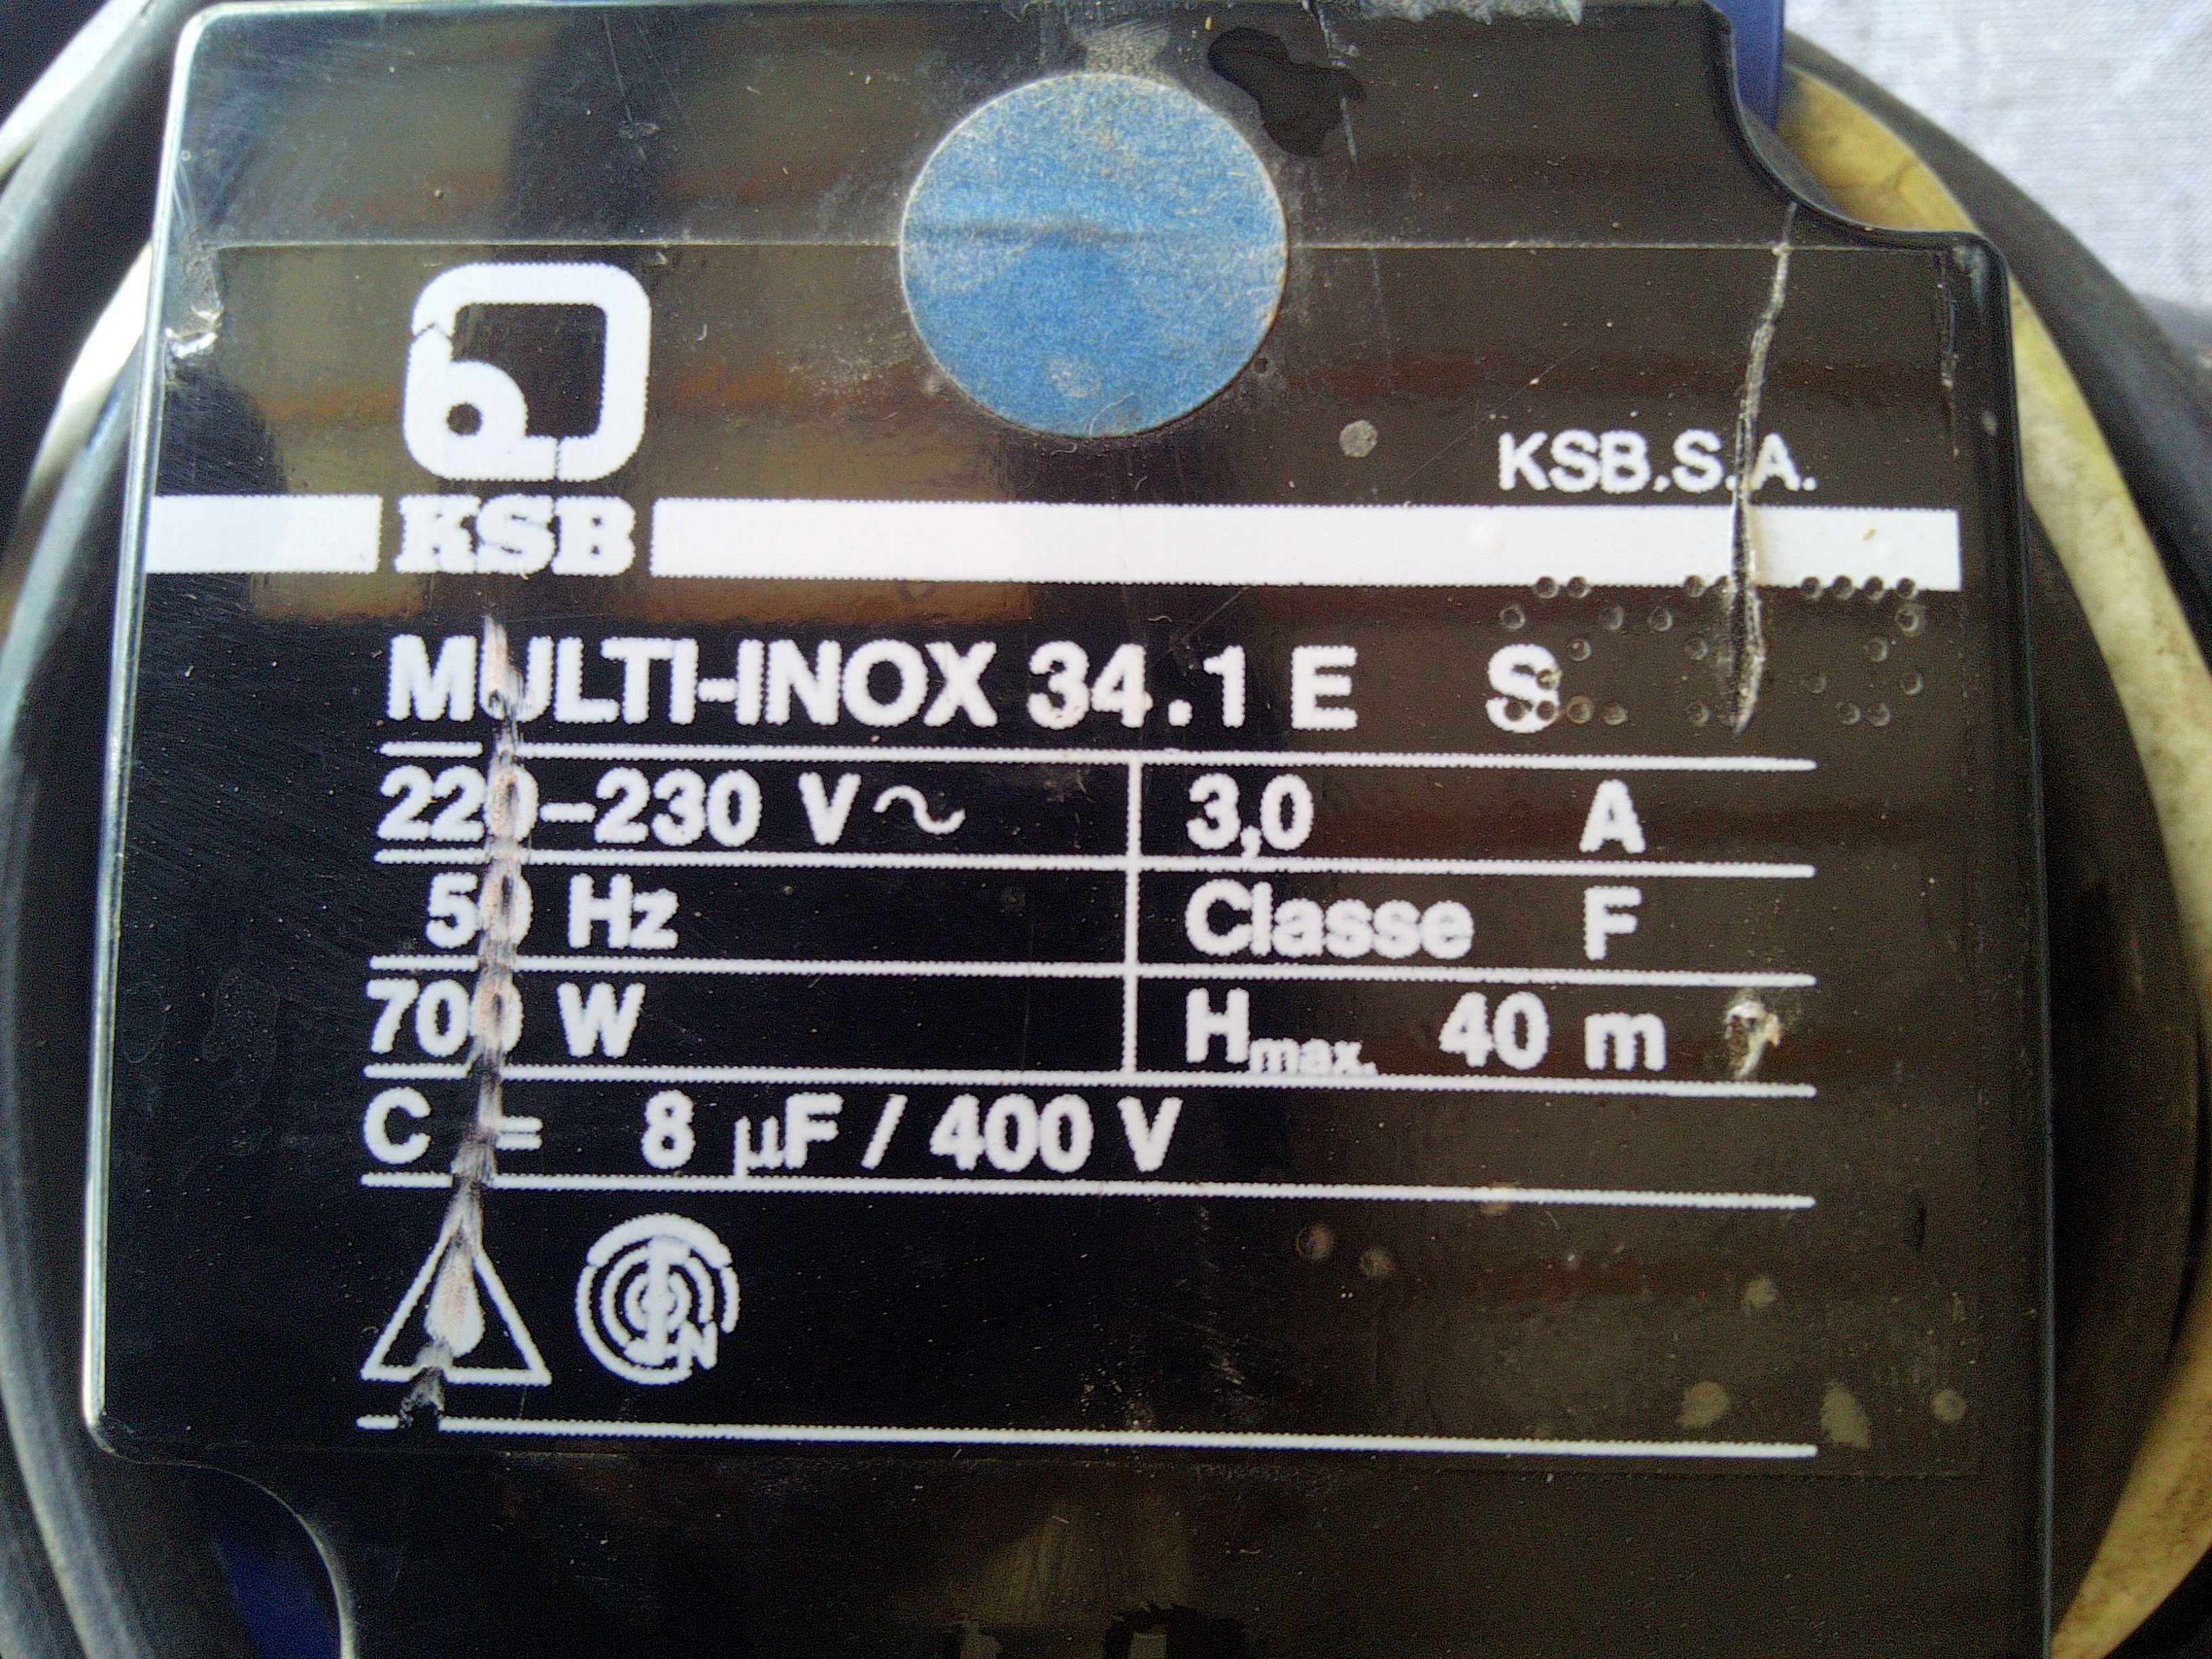 KSB.S.A.
KSB
MULTI-INOX 34.1 E S
220-230 V~ 3,0 A
50 Hz Classe F
700 W Hmax. 40 m
C = 8 µF / 400 V